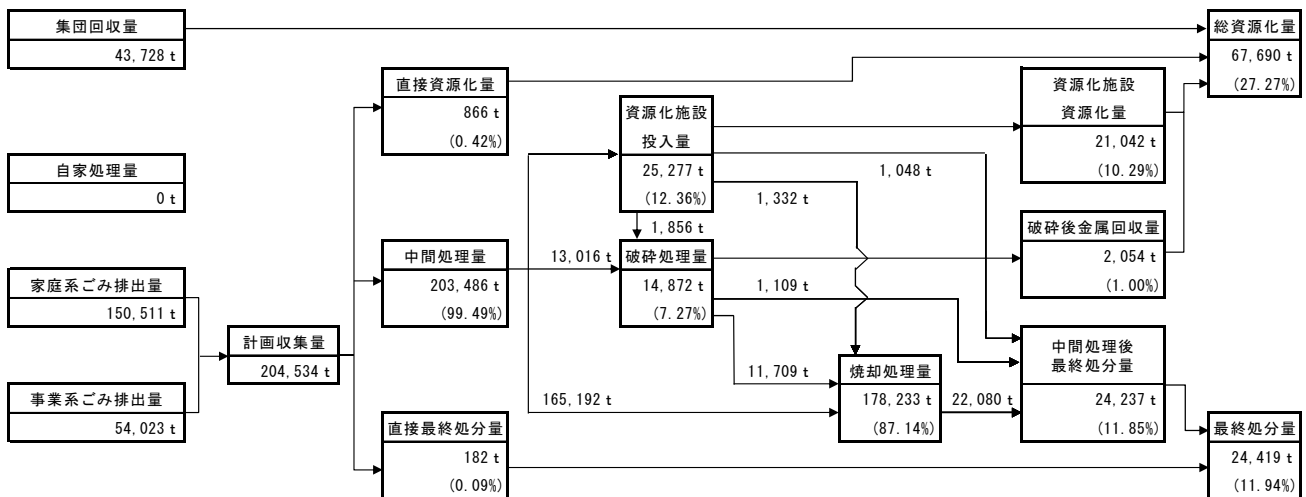 集団回収量
43,728 t
自家処理量
0 t
家庭系ごみ排出量
150,511 t
事業系ごみ排出量
54,023 t
計画収集量
204,534 t
直接資源化量
866 t
(0.42%)
中間処理量
203,486 t
(99.49%)
直接最終処分量
182 t
(0.09%)
13,016 t
165,192 t
資源化施設
投入量
25,277 t
(12.36%)
1,856 t
破砕処理量
14,872 t
(7.27%)
1,048 t
1,332 t
1,109 t
11,709 t
焼却処理量
178,233 t
(87.14%)
22,080 t
資源化施設
資源化量
21,042 t
(10.29%)
破砕後金属回収量
2,054 t
(1.00%)
中間処理後
最終処分量
24,237 t
(11.85%)
総資源化量
67,690 t
(27.27%)
最終処分量
24,419 t
(11.94%)